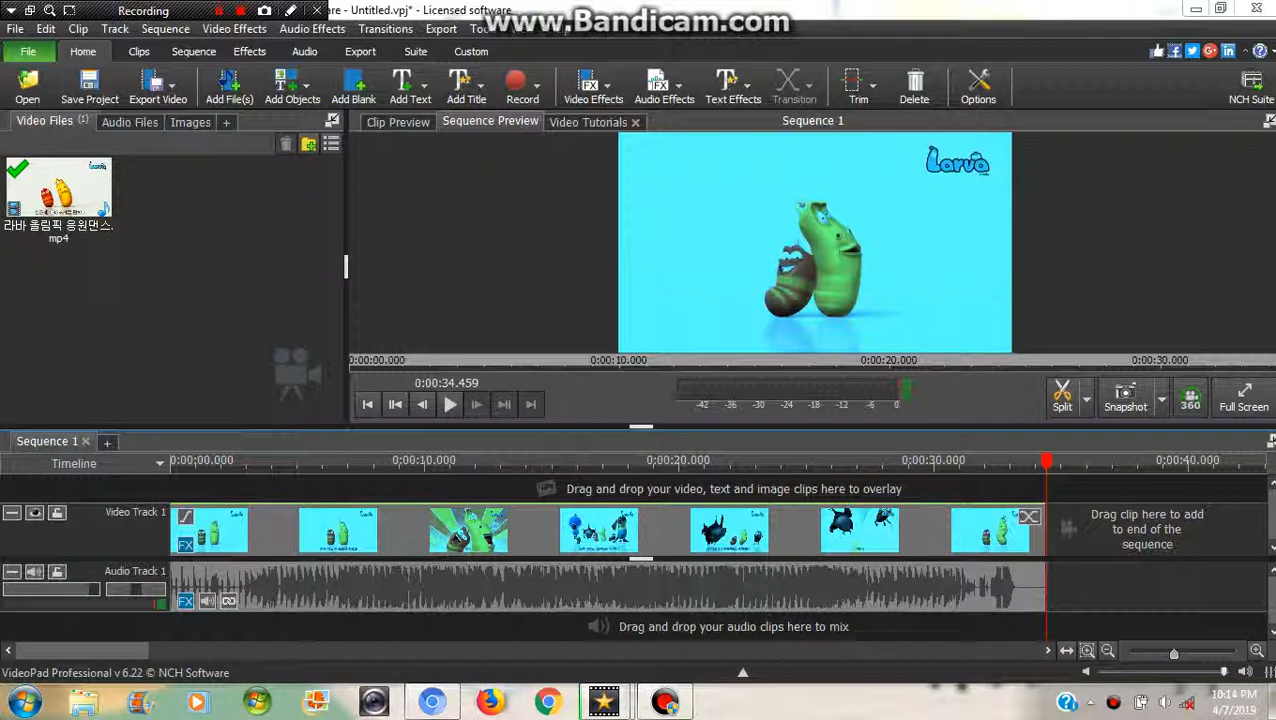 Recording
are - Untitled.vpj* - Licensed software
www.Bandicam.com
File Edit Clip Track Sequence Video Effects Audio Effects Transitions Export
File Home Clips Sequence Effects Audio Export Suite Custom
Open Save Project Export Video Add File(s) Add Objects Add Blank Add Text Add Title Record Video Effects Audio Effects Text Effects Transition Trim Delete Options NCH Suite
Video Files (1) Audio Files Images +
Clip Preview Sequence Preview Video Tutorials Sequence 1
Larva
라바 올림픽 응원댄스.
mp4
0:00:00.000 0:00:10.000 0:00:20.000 0:00:30.000
0:00:34.459
-42 -36 -30 -24 -18 -12 -6 0
Split Snapshot 360 Full Screen
Sequence 1
Timeline
0:00:00.000 0:00:10.000 0:00:20.000 0:00:30.000 0:00:40.000
Drag and drop your video, text and image clips here to overlay
Video Track 1
FX
Drag clip here to add
to end of the
sequence
Audio Track 1
FX
Drag and drop your audio clips here to mix
VideoPad Professional v 6.22 © NCH Software
10:14 PM
4/7/2019